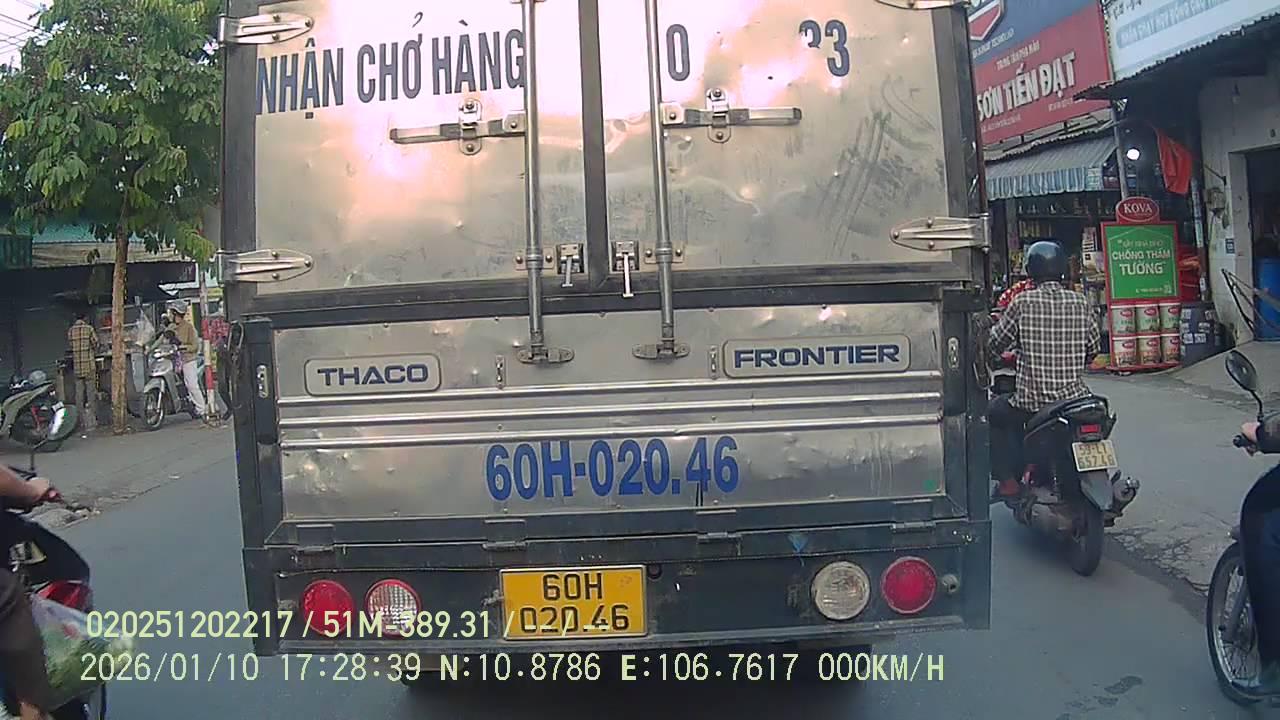 NHẬN CHỞ HÀNG
0 33
SƠN TIẾN ĐẠT
KOVA
CHỐNG THẤM
TƯỜNG
THACO
FRONTIER
60H-020.46
60H
020.46
020251202217 / 51M-389.31 / --/ --
2026/01/10 17:28:39 N:10.8786 E:106.7617 000KM/H